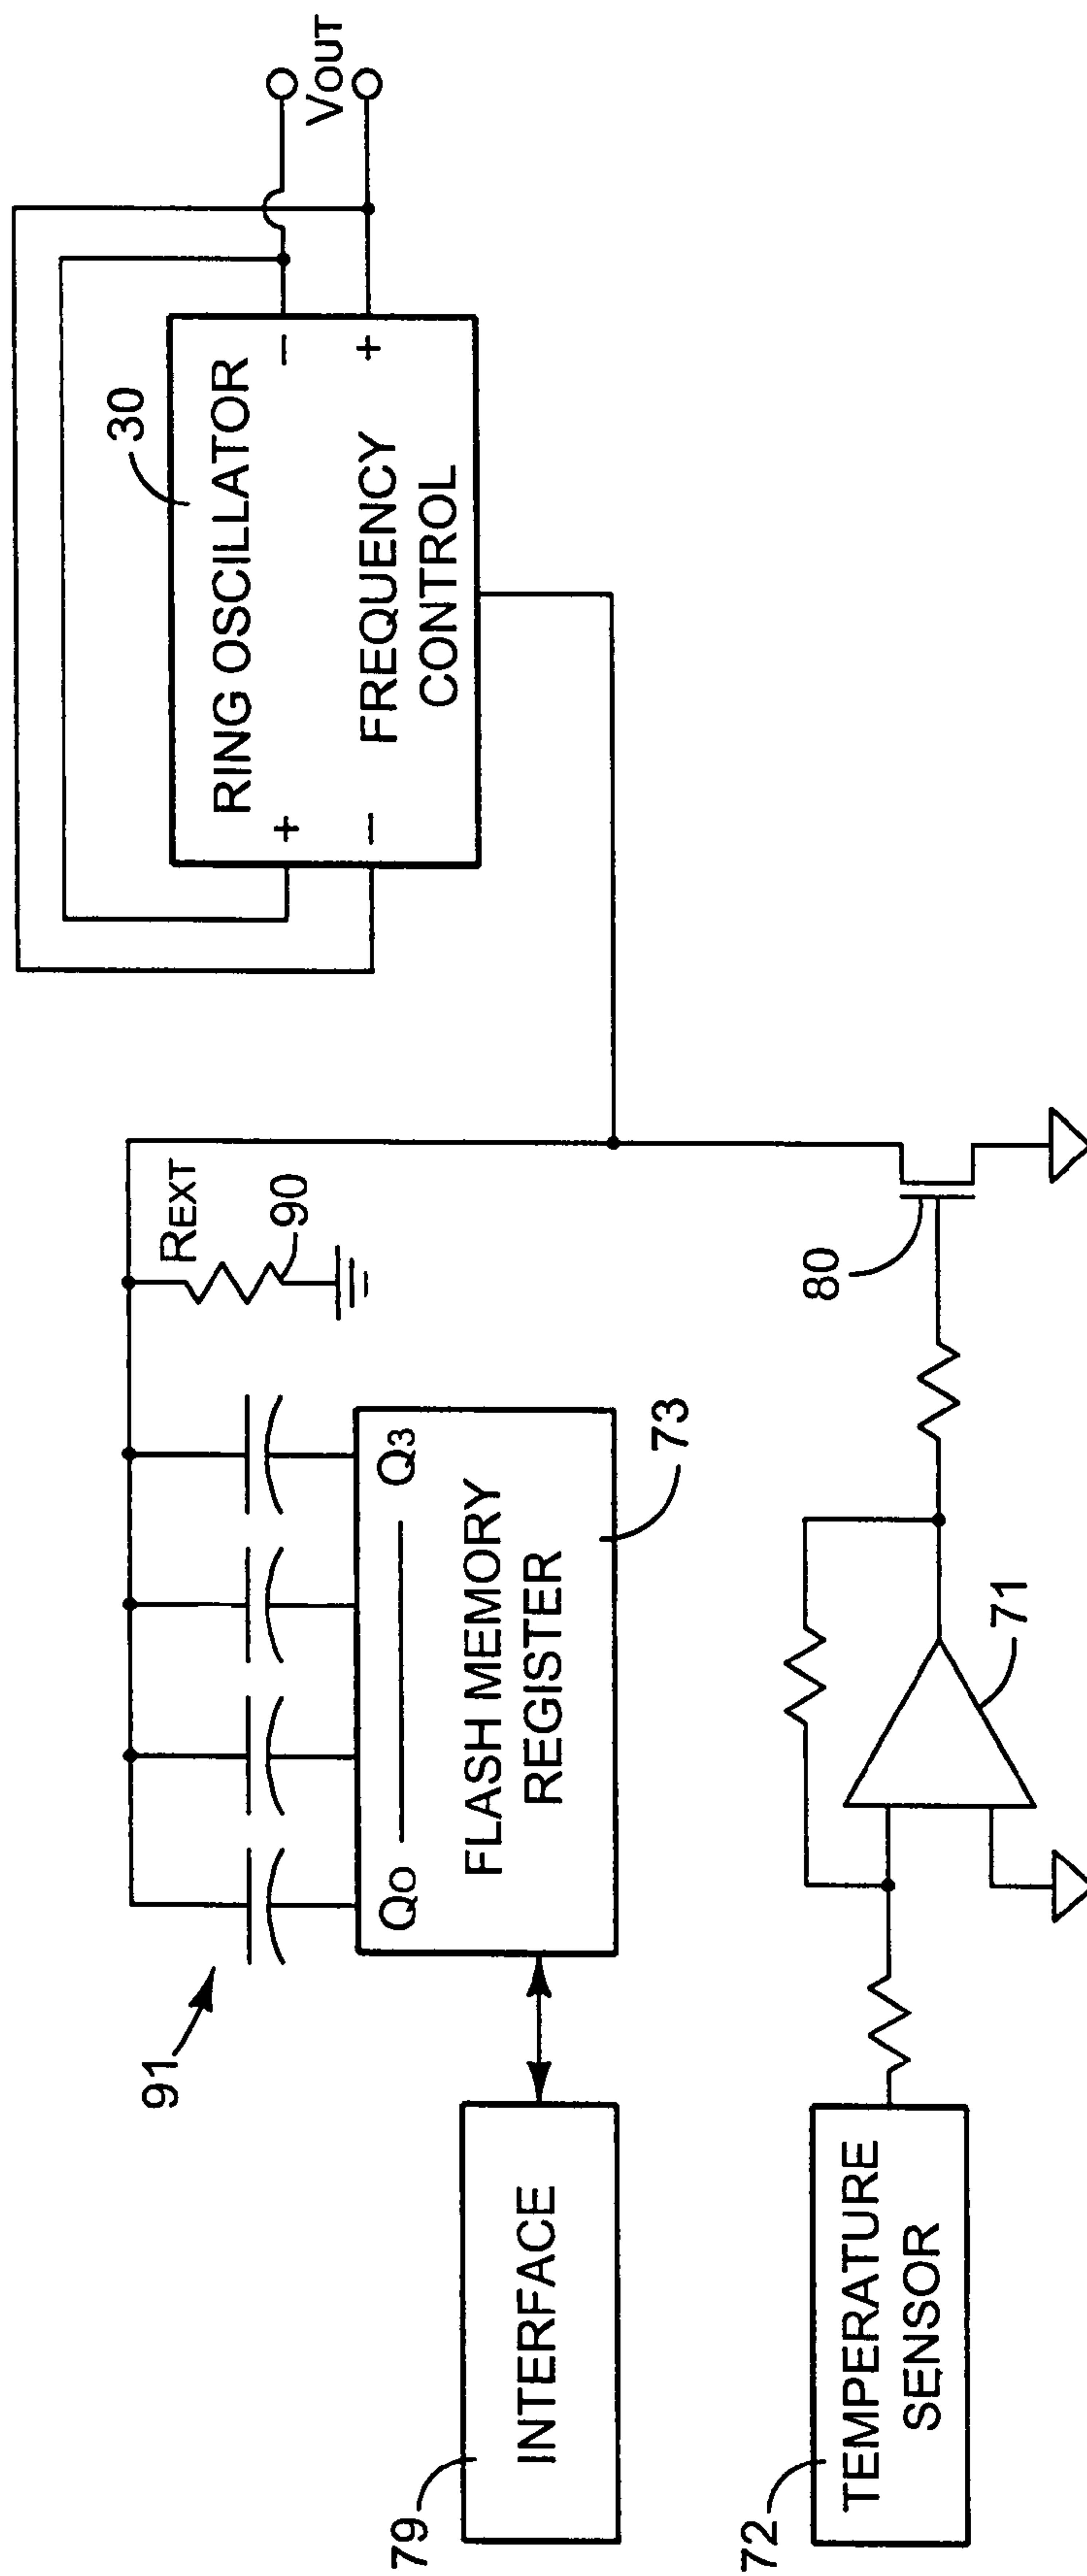 30
RING OSCILLATOR
+
−
−
+
FREQUENCY
CONTROL
VOUT
91
REXT
90
Q0
Q3
FLASH MEMORY
REGISTER
73
79
INTERFACE
80
71
72
TEMPERATURE
SENSOR